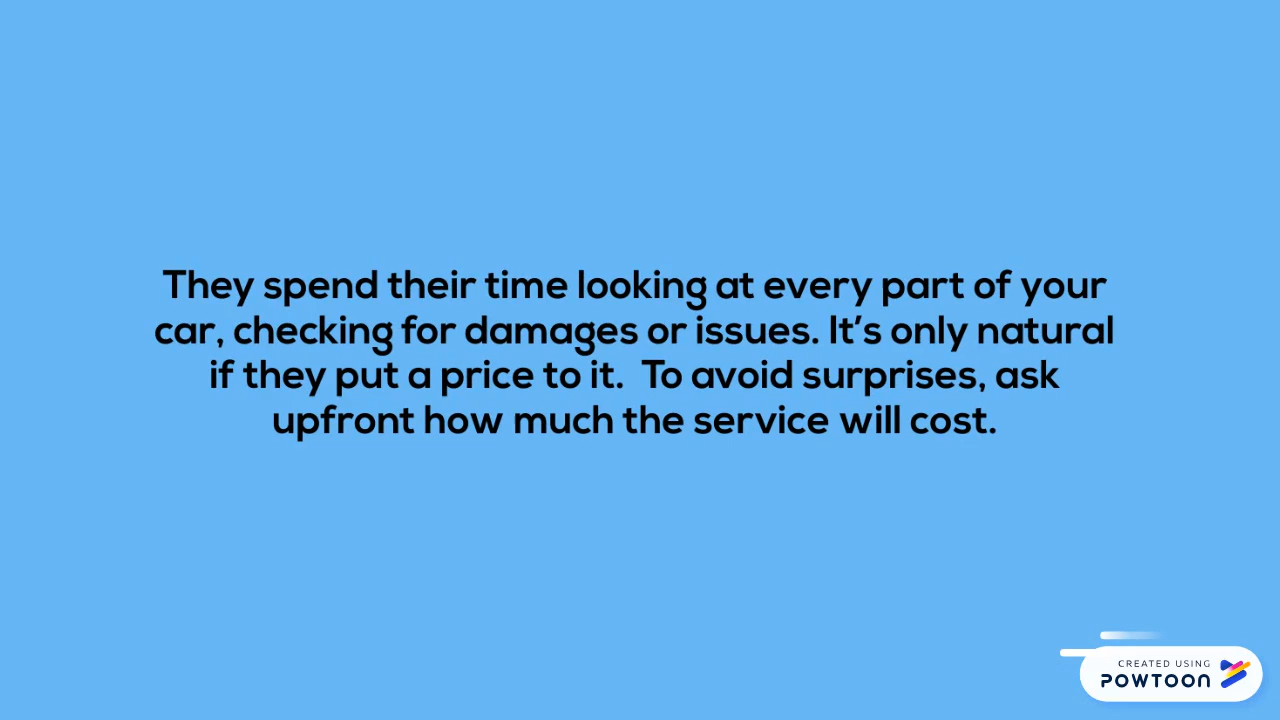 They spend their time looking at every part of your
car, checking for damages or issues. It's only natural
if they put a price to it.  To avoid surprises, ask
upfront how much the service will cost.
CREATED USING
POWTOON